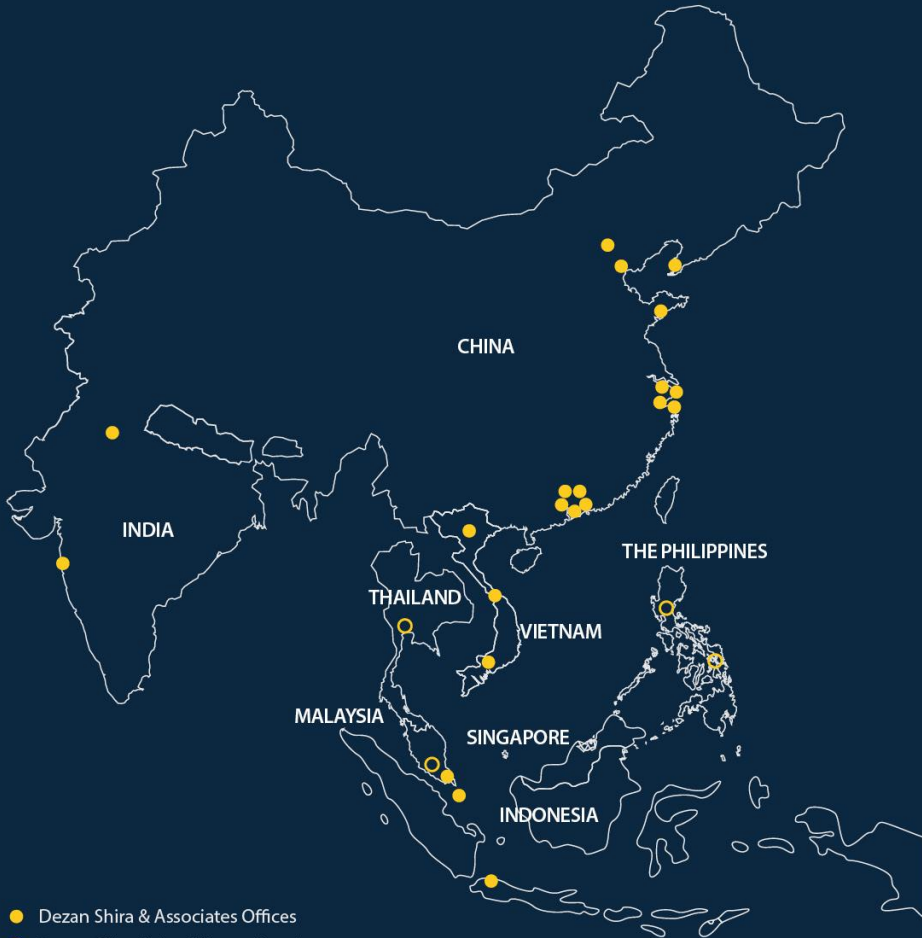 CHINA
INDIA
THE PHILIPPINES
THAILAND
VIETNAM
MALAYSIA
SINGAPORE
INDONESIA
Dezan Shira & Associates Offices